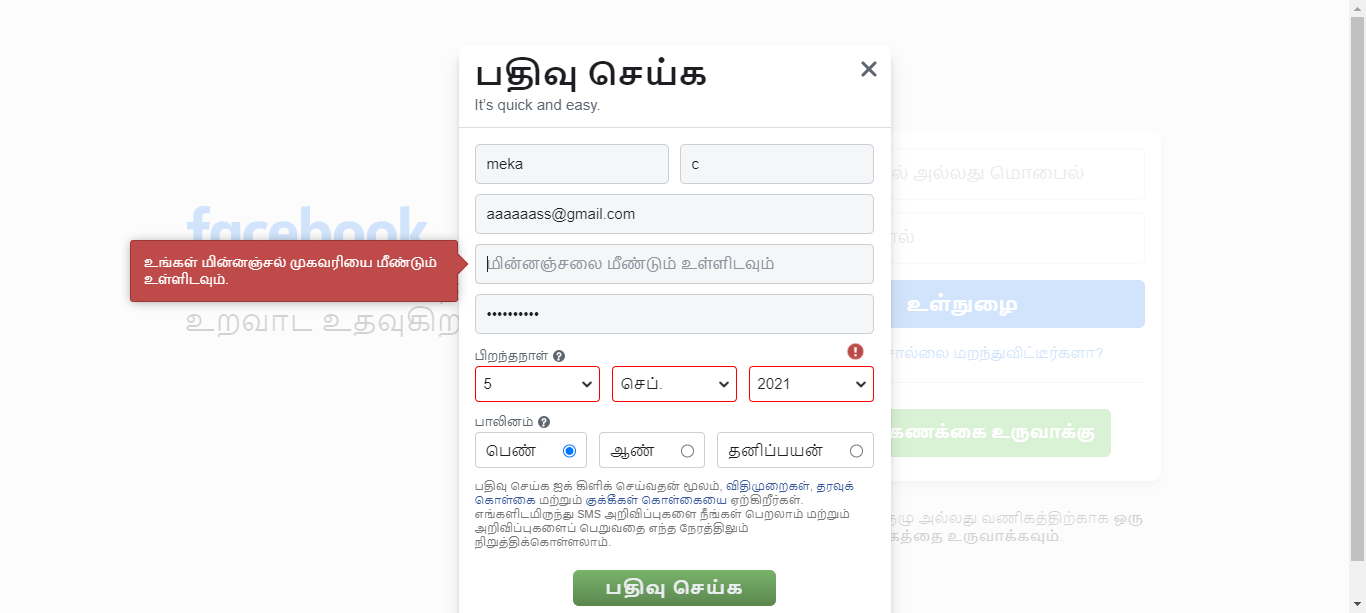 பதிவு செய்க
It's quick and easy.
meka
c
aaaaaass@gmail.com
facebook
உங்கள் மின்னஞ்சல் முகவரியை மீண்டும்
உள்ளிடவும்.
மின்னஞ்சலை மீண்டும் உள்ளிடவும்
••••••••••
உறவாட உதவுகிற
பிறந்தநாள்
5
செப்.
2021
பாலினம்
பெண்
ஆண்
தனிப்பயன்
பதிவு செய்க ஐக் கிளிக் செய்வதன் மூலம், விதிமுறைகள், தரவுக்
கொள்கை மற்றும் குக்கீகள் கொள்கையை ஏற்கிறீர்கள்.
எங்களிடமிருந்து SMS அறிவிப்புகளை நீங்கள் பெறலாம் மற்றும்
அறிவிப்புகளைப் பெறுவதை எந்த நேரத்திலும்
நிறுத்திக்கொள்ளலாம்.
பதிவு செய்க
ல் அல்லது மொபைல்
உள்நுழை
மறந்துவிட்டீர்களா?
கணக்கை உருவாக்கு
அல்லது வணிகத்திற்காக ஒரு
உருவாக்கவும்.